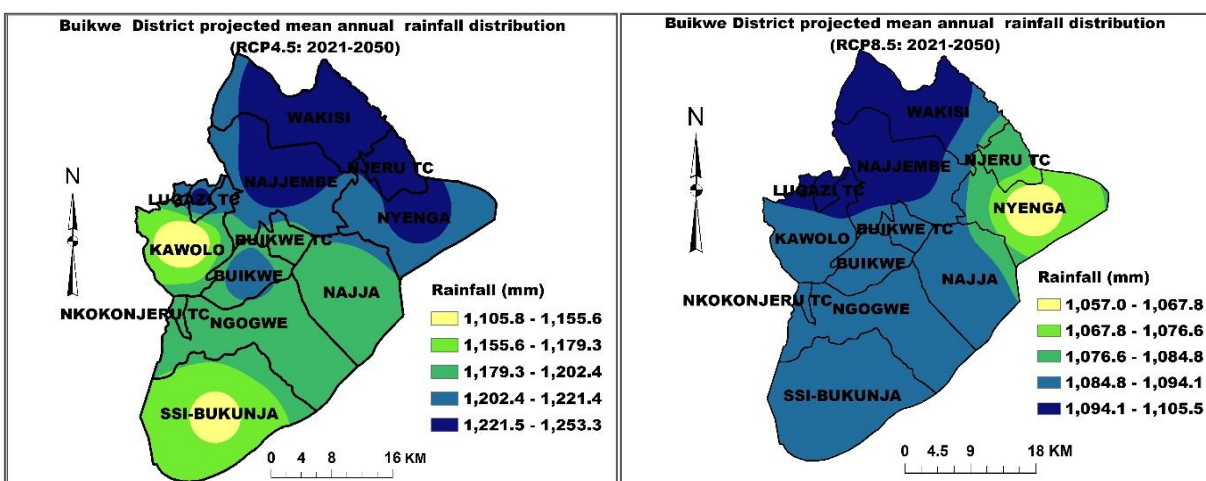 Buikwe District projected mean annual rainfall distribution
(RCP4.5: 2021-2050)
N
WAKISI
NJERU TC
NAJJEMBE
LUGAZI TC
NYENGA
KAWOLO
BUIKWE TC
BUIKWE
NAJJA
NKOKONJERU TC
NGOGWE
SSI-BUKUNJA
Rainfall (mm)
1,105.8 - 1,155.6
1,155.6 - 1,179.3
1,179.3 - 1,202.4
1,202.4 - 1,221.4
1,221.5 - 1,253.3
0 4 8 16 KM
Buikwe District projected mean annual rainfall distribution
(RCP8.5: 2021-2050)
N
WAKISI
NJERU TC
NAJJEMBE
LUGAZI TC
NYENGA
KAWOLO
BUIKWE TC
BUIKWE
NAJJA
NKOKONJERU TC
NGOGWE
SSI-BUKUNJA
Rainfall (mm)
1,057.0 - 1,067.8
1,067.8 - 1,076.6
1,076.6 - 1,084.8
1,084.8 - 1,094.1
1,094.1 - 1,105.5
0 4.5 9 18 KM